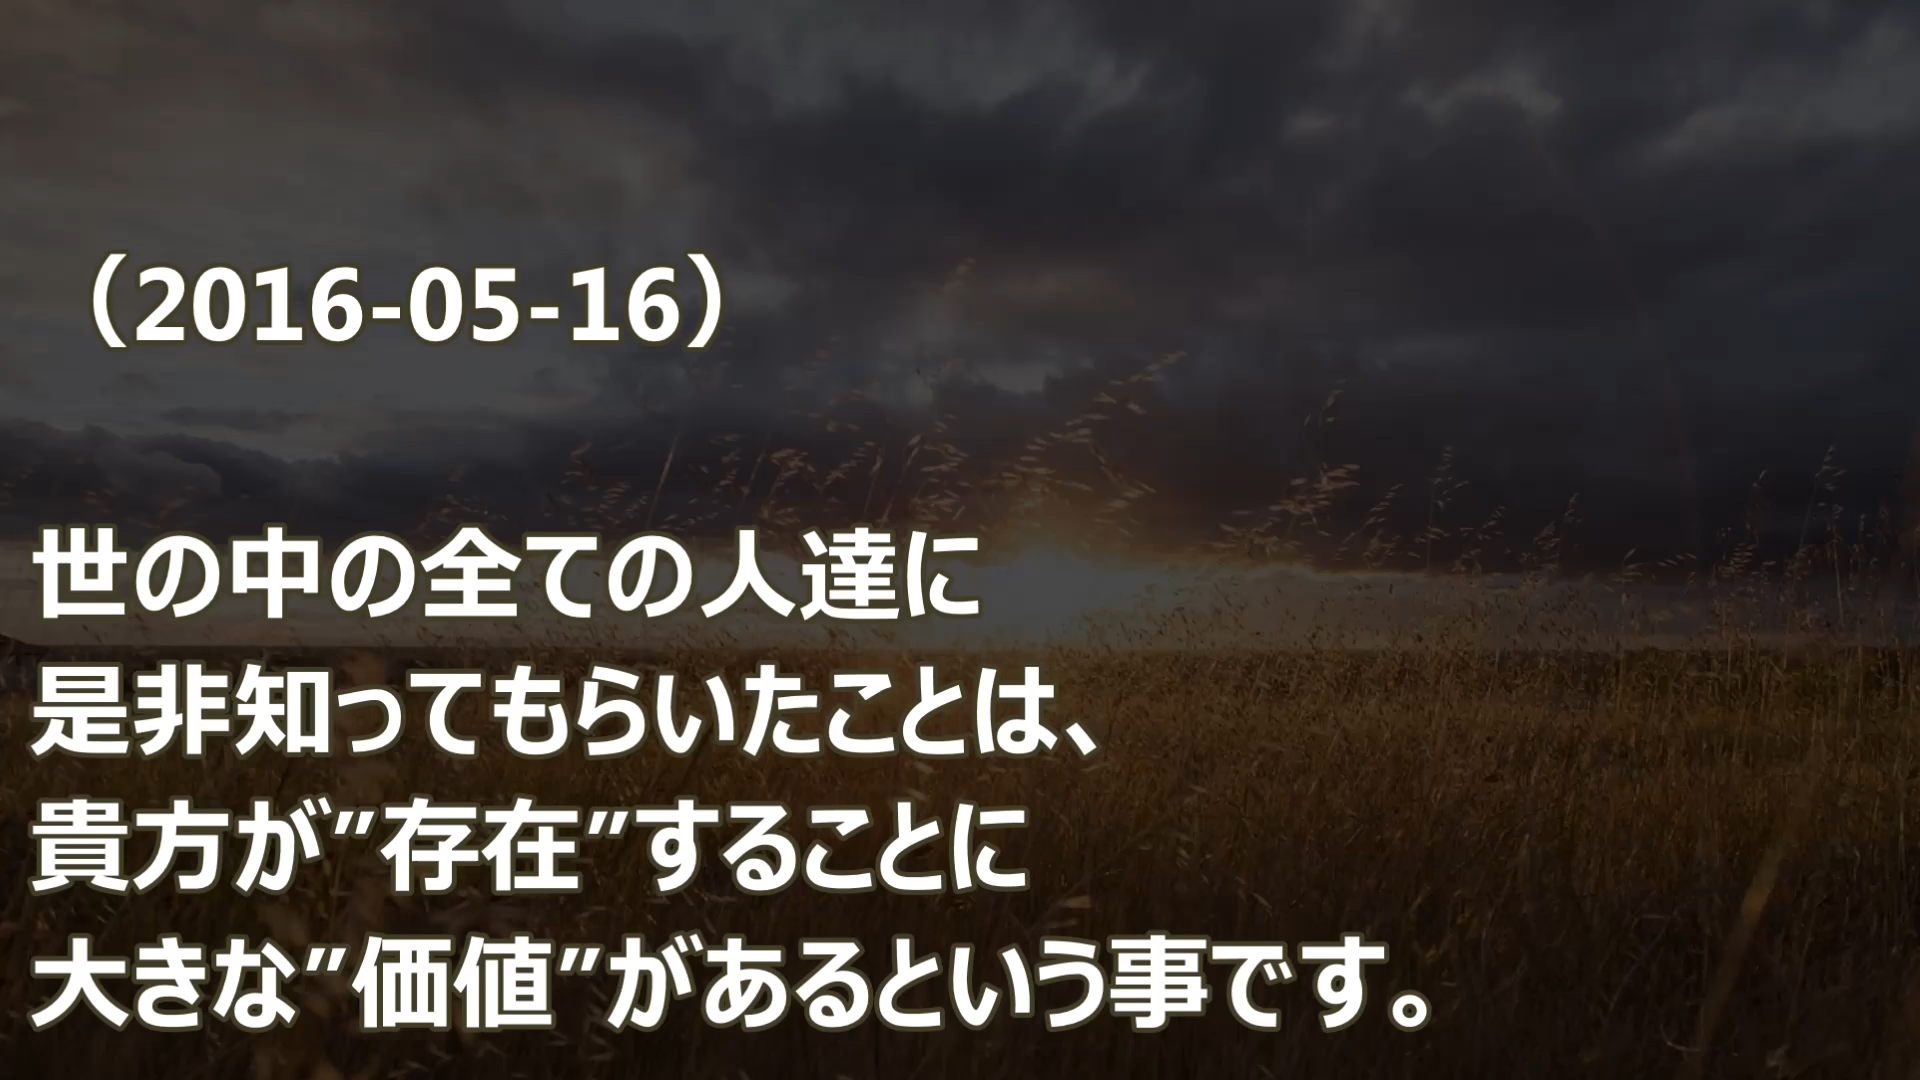 （2016-05-16）
世の中の全ての人達に
是非知ってもらいたことは、
貴方が”存在”することに
大きな”価値”があるという事です。